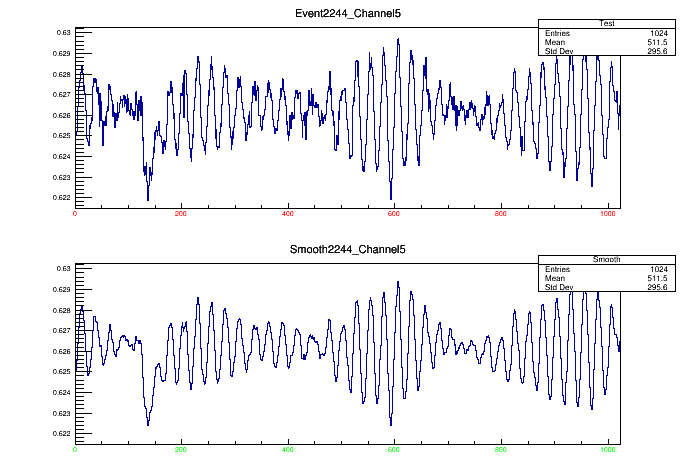 Event2244_Channel5
Test
Entries 1024
Mean 511.5
Std Dev 295.6
0.63
0.629
0.628
0.627
0.626
0.625
0.624
0.623
0.622
0 200 400 600 800 1000
Smooth2244_Channel5
Smooth
Entries 1024
Mean 511.5
Std Dev 295.6
0.63
0.629
0.628
0.627
0.626
0.625
0.624
0.623
0.622
0 200 400 600 800 1000